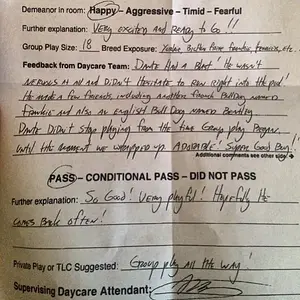 Demeanor in room: Happy – Aggressive – Timid – Fearful
Further explanation: Very excited and Ready to go!!
Group Play Size: 18 Breed Exposure: Boston, Frenchie, etc.
Feedback from Daycare Team: Dante Had a Blast! He wasn't
nervous at all and Didn't Hesitate to Run Right into the pool!
He made a few friends, including another French Bulldog named
Frankie and also an English BullDog named Bentley
Dante Didn't Stop playing from the time Group play Began
until the moment we wrapped up. ADORABLE! Super Good Boy!
Additional comments see other side
PASS – CONDITIONAL PASS – DID NOT PASS
Further explanation: So Good! Very playful! Hopefully He
comes Back often!
Private Play or TLC Suggested: Group play all the way!
Supervising Daycare Attendant: